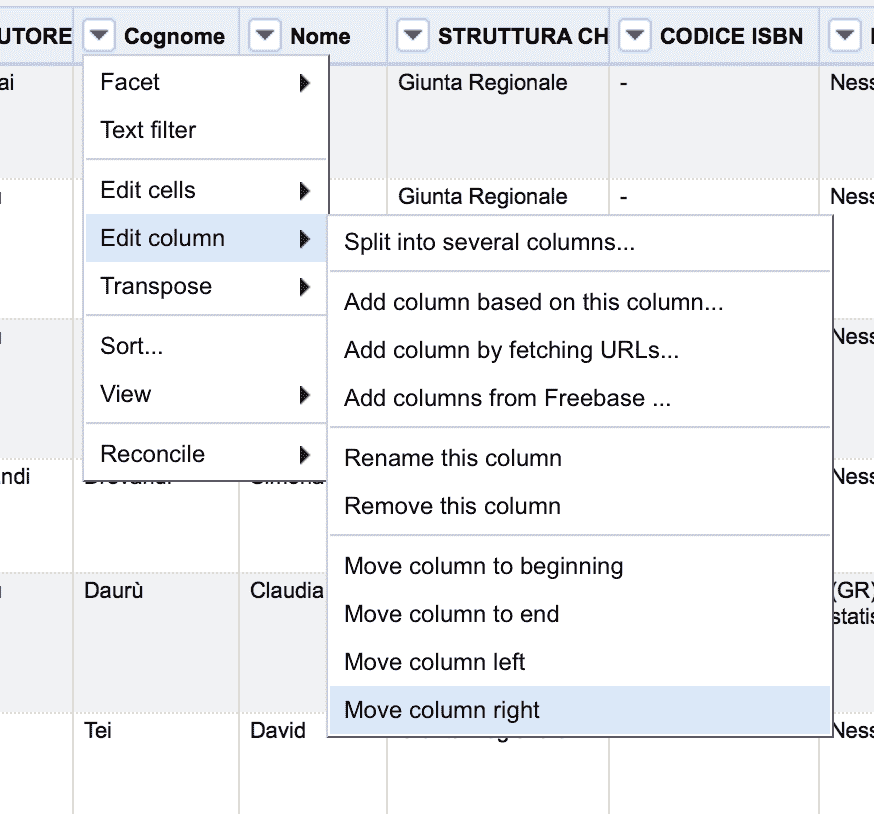 UTORE Cognome Nome STRUTTURA CH CODICE ISBN
ai Giunta Regionale - Ness
Facet
Text filter
Edit cells
Giunta Regionale - Ness
Edit column
Transpose
Sort...
View
Reconcile
Split into several columns...
Add column based on this column...
Add column by fetching URLs...
Add columns from Freebase ...
Rename this column
Remove this column
Move column to beginning
Move column to end
Move column left
Move column right
Ness
ndi Ness
Daurù Claudia (GR)
statis
Tei David Ness